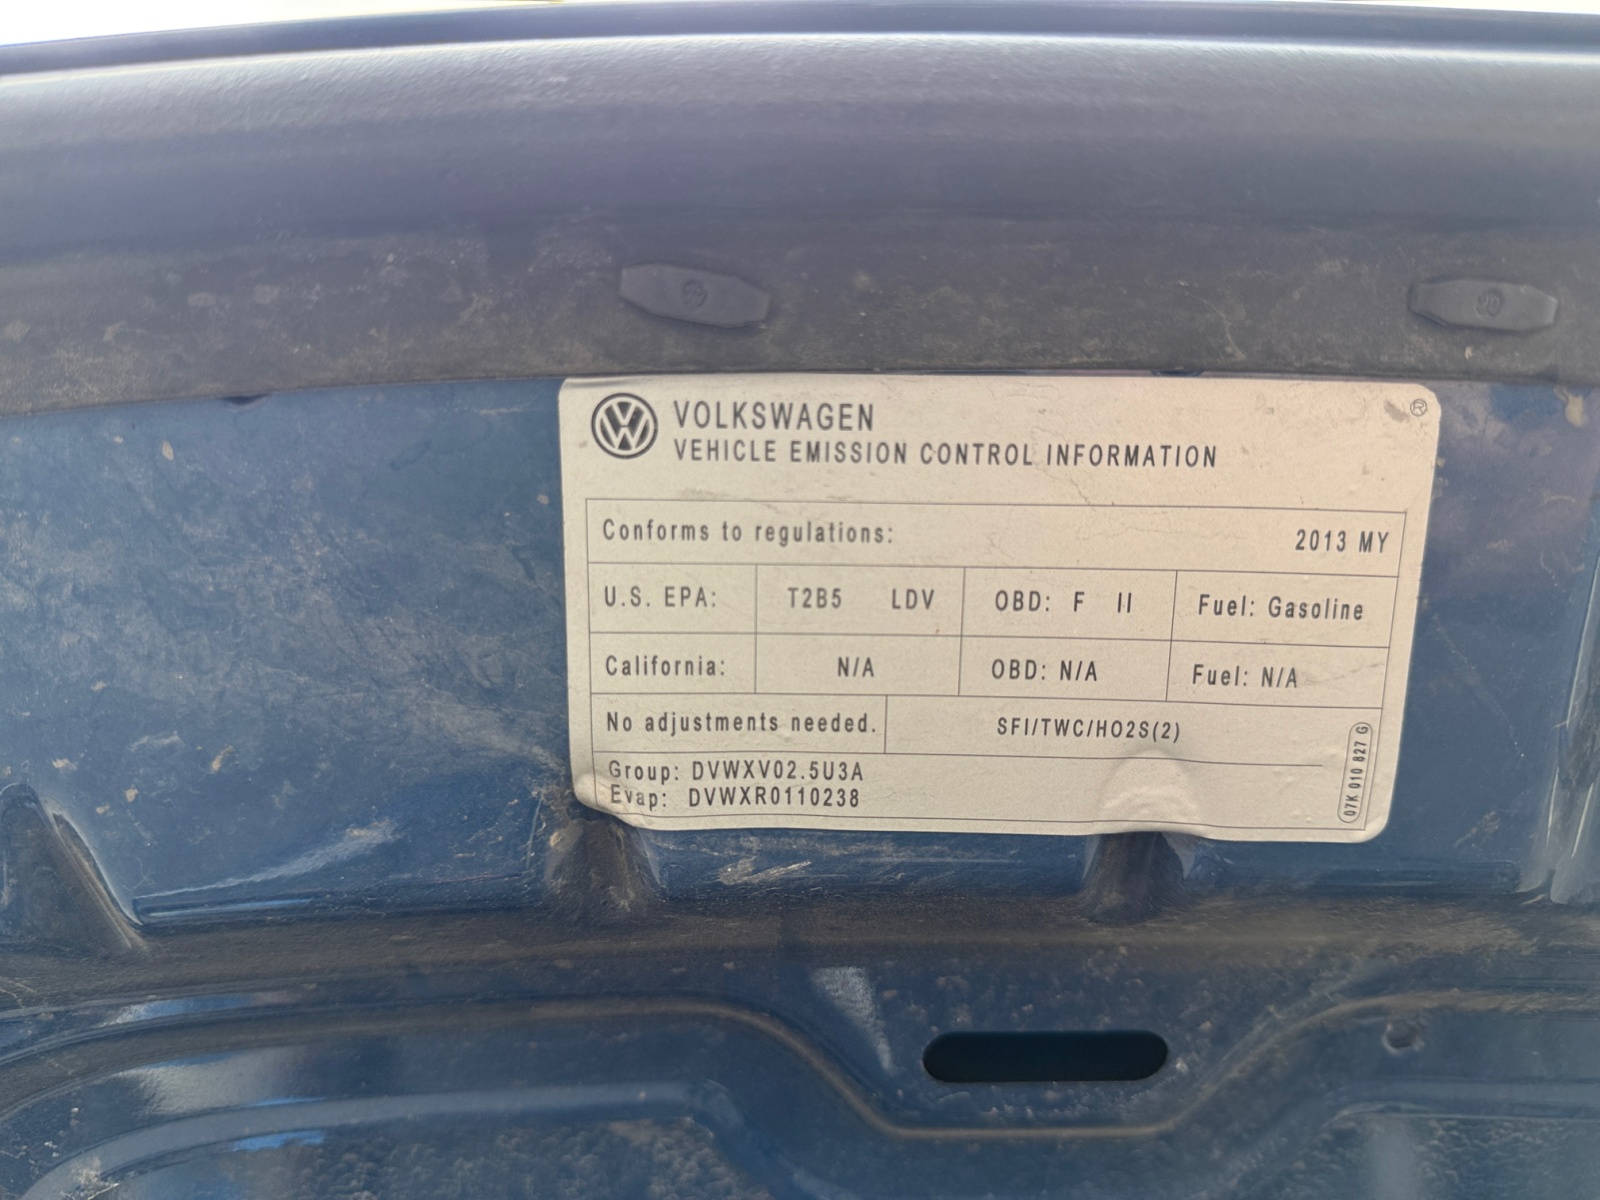 VOLKSWAGEN
®
VEHICLE EMISSION CONTROL INFORMATION
Conforms to regulations: 2013 MY
U.S. EPA: T2B5 LDV OBD: F II Fuel: Gasoline
California: N/A OBD: N/A Fuel: N/A
No adjustments needed. SFI/TWC/HO2S(2)
Group: DVWXV02.5U3A
Evap: DVWXR0110238
07K 010 827 G